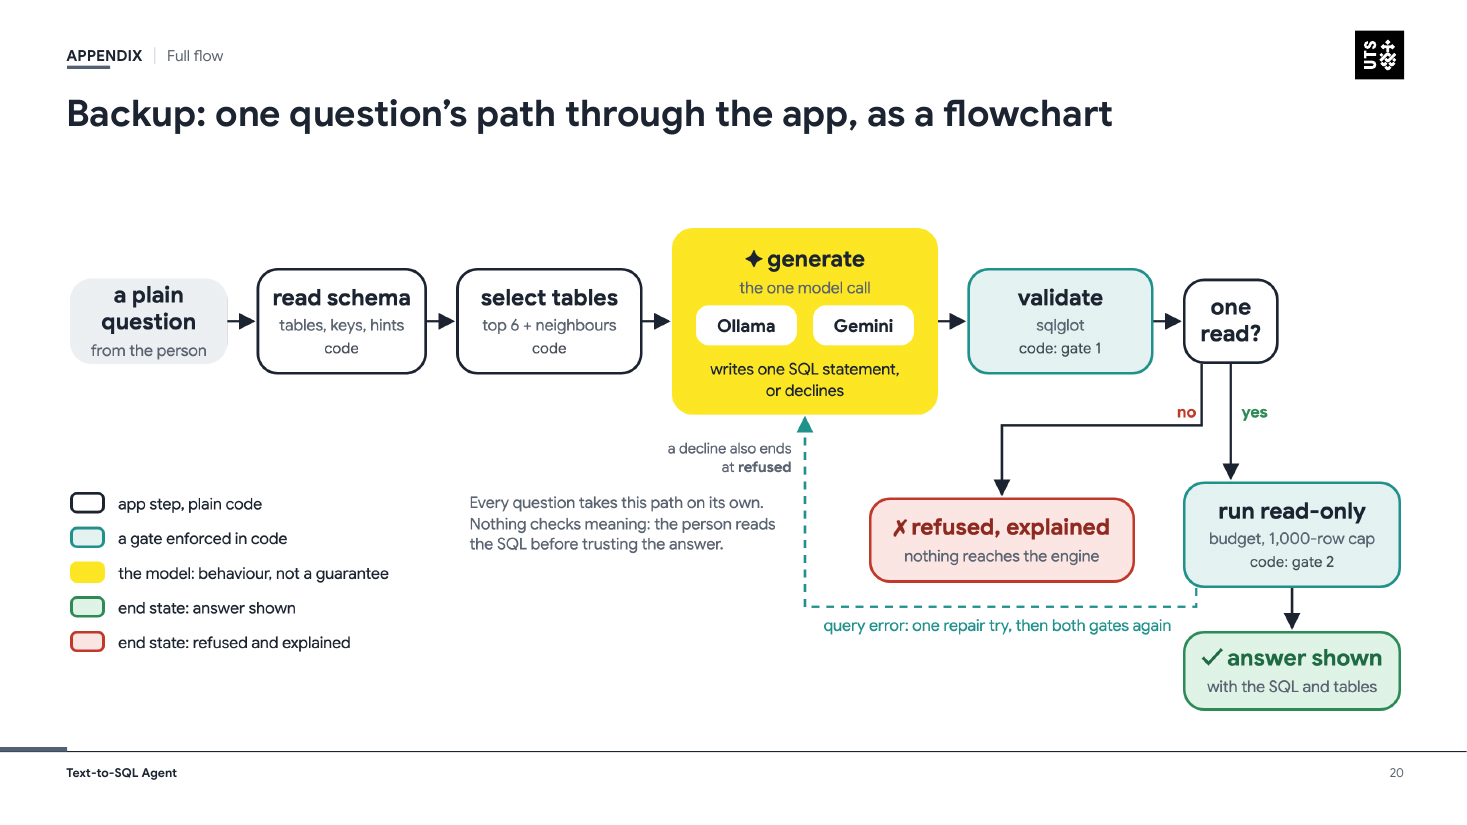 APPENDIX | Full flow
UTS
Backup: one question’s path through the app, as a flowchart
a plain
question
from the person
read schema
tables, keys, hints
code
select tables
top 6 + neighbours
code
✦ generate
the one model call
Ollama
Gemini
writes one SQL statement,
or declines
validate
sqlglot
code: gate 1
one
read?
no
yes
a decline also ends
at refused
Every question takes this path on its own.
Nothing checks meaning: the person reads
the SQL before trusting the answer.
✗ refused, explained
nothing reaches the engine
run read-only
budget, 1,000-row cap
code: gate 2
query error: one repair try, then both gates again
✓ answer shown
with the SQL and tables
app step, plain code
a gate enforced in code
the model: behaviour, not a guarantee
end state: answer shown
end state: refused and explained
Text-to-SQL Agent
20